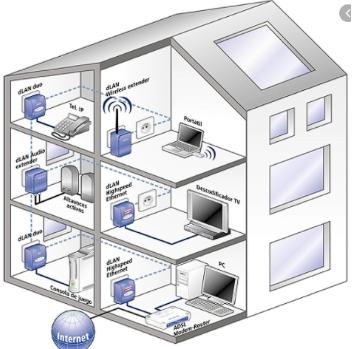 dLAN duo
Tel. IP
dLAN
Wireless extender
Portátil
dLAN Audio
extender
Altavoces
activos
dLAN
Highspeed
Ethernet
Descodificador TV
dLAN duo
Consola de juego
dLAN
Highspeed
Ethernet
PC
ADSL
Modem-Router
Internet